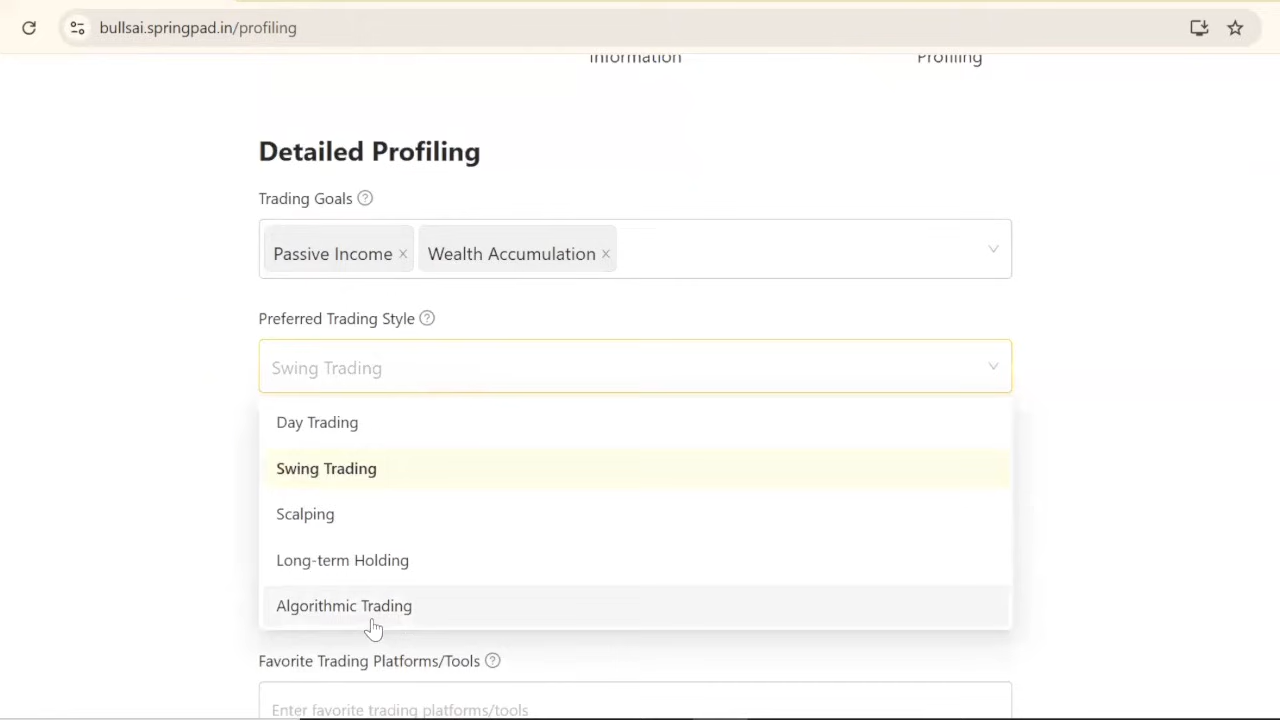 bullsai.springpad.in/profiling
Information
Profiling
Detailed Profiling
Trading Goals
Passive Income
Wealth Accumulation
Preferred Trading Style
Swing Trading
Day Trading
Swing Trading
Scalping
Long-term Holding
Algorithmic Trading
Favorite Trading Platforms/Tools
Enter favorite trading platforms/tools